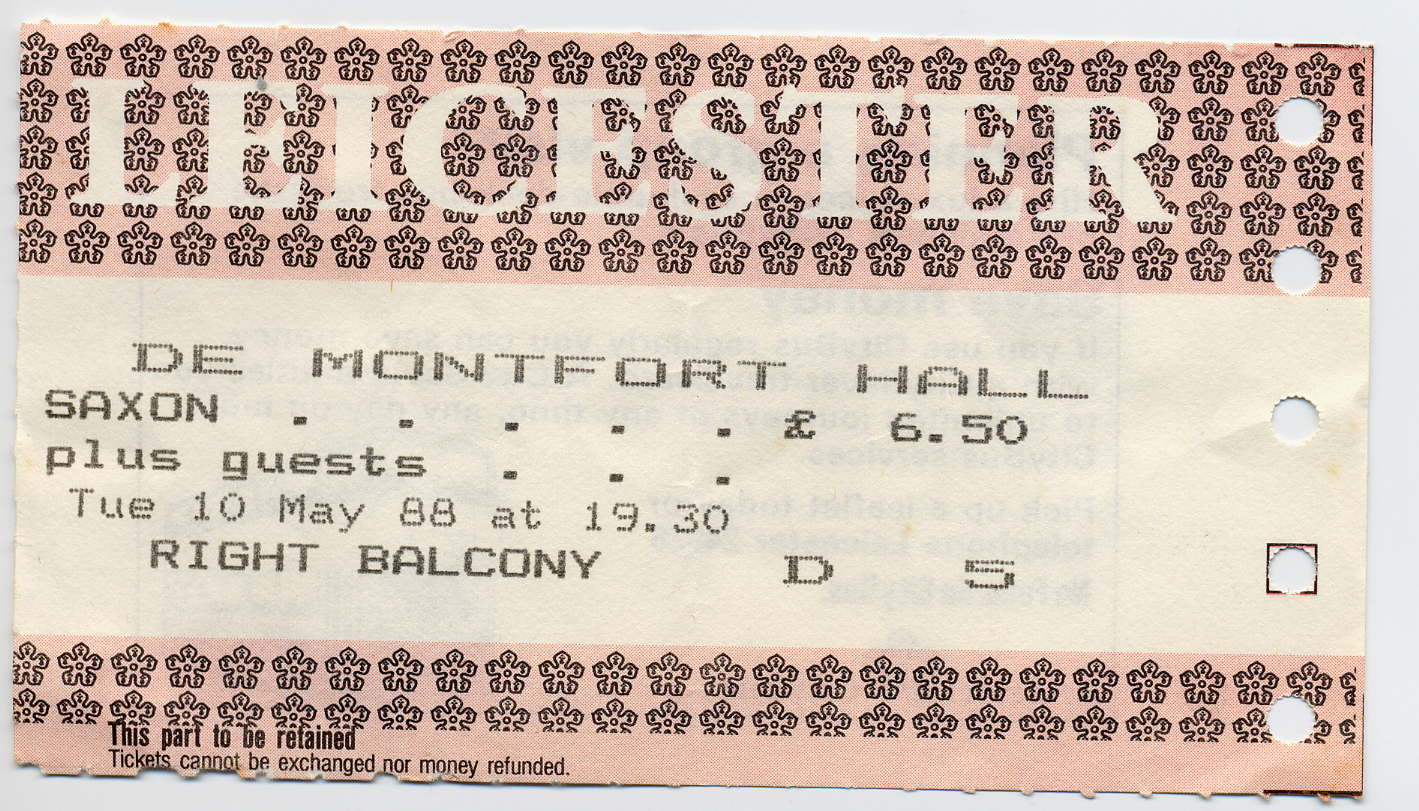 LEICESTER
DE MONTFORT HALL
SAXON . . . . . £ 6.50
plus guests . . .
Tue 10 May 88 at 19.30
RIGHT BALCONY D 5
This part to be retained
Tickets cannot be exchanged nor money refunded.